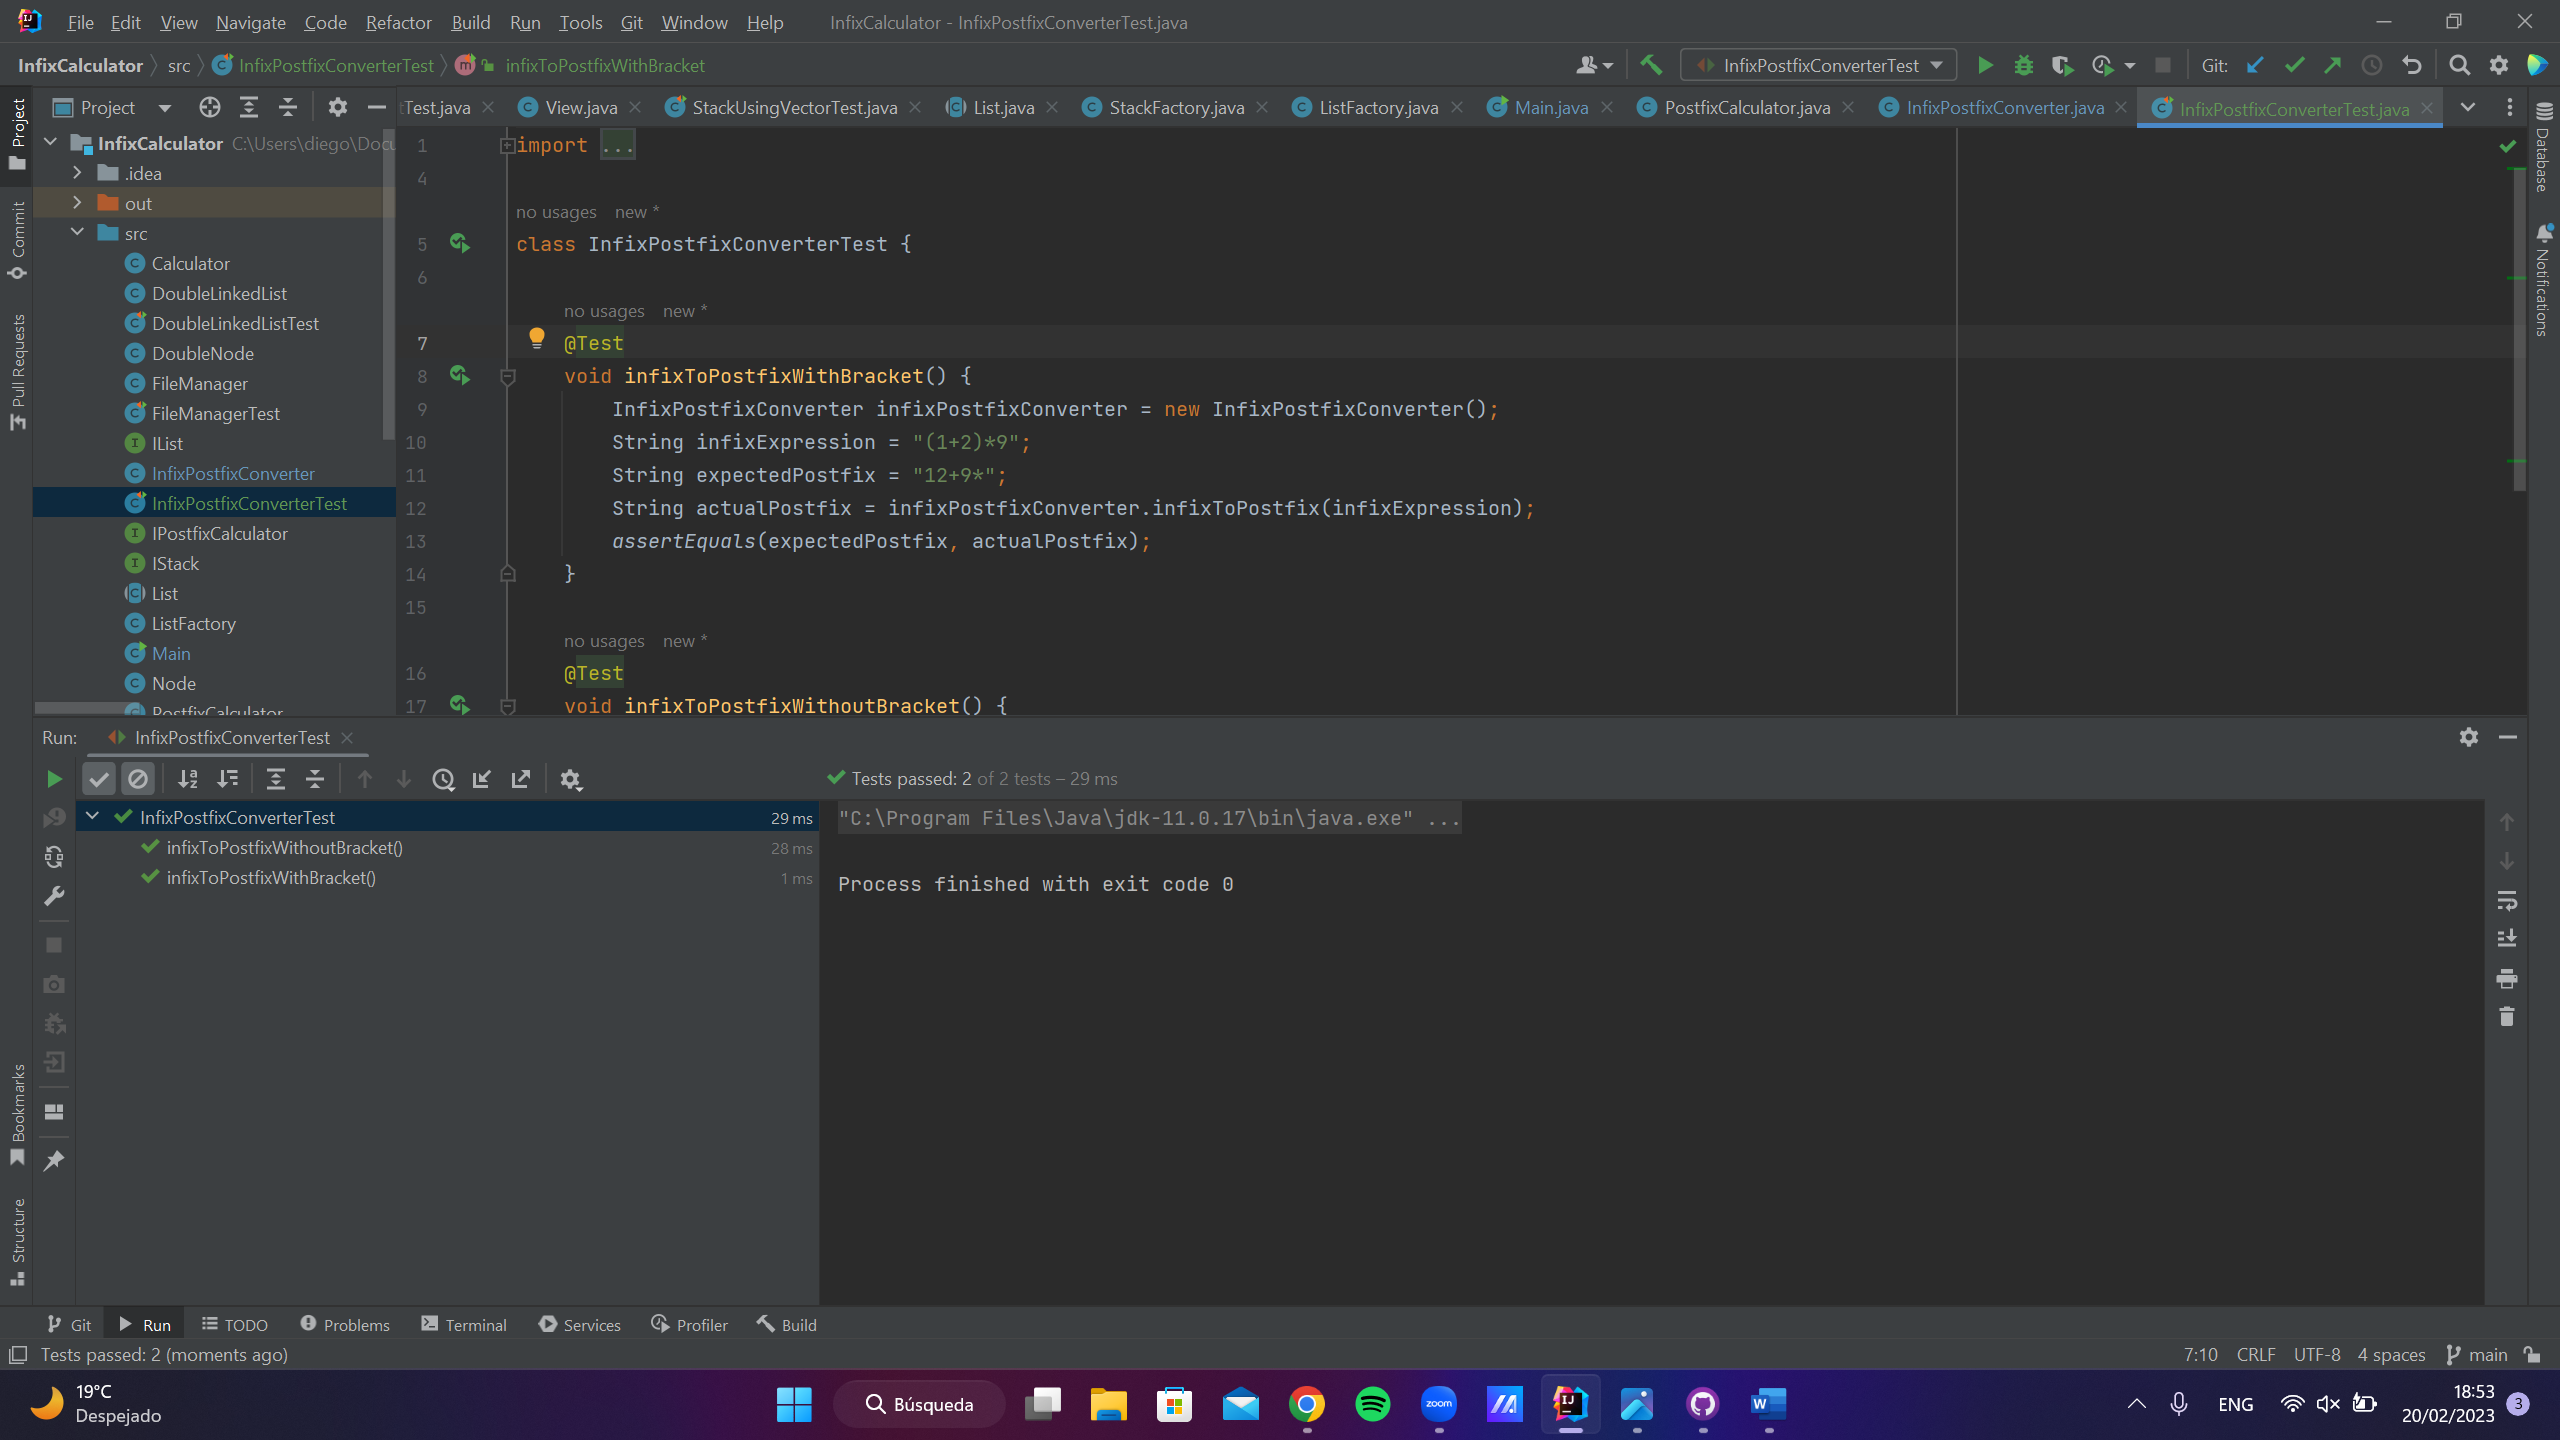 File Edit View Navigate Code Refactor Build Run Tools Git Window Help InfixCalculator - InfixPostfixConverterTest.java
InfixCalculator src InfixPostfixConverterTest infixToPostfixWithBracket InfixPostfixConverterTest Git:
Project
tTest.java View.java StackUsingVectorTest.java List.java StackFactory.java ListFactory.java Main.java PostfixCalculator.java InfixPostfixConverter.java InfixPostfixConverterTest.java
Project
Commit
Pull Requests
Bookmarks
Structure
Database
Notifications
InfixCalculator C:\Users\diego\Docu
.idea
out
src
Calculator
DoubleLinkedList
DoubleLinkedListTest
DoubleNode
FileManager
FileManagerTest
IList
InfixPostfixConverter
InfixPostfixConverterTest
IPostfixCalculator
IStack
List
ListFactory
Main
Node
PostfixCalculator
1 import ...
4
no usages new *
5 class InfixPostfixConverterTest {
6
no usages new *
7 @Test
8 void infixToPostfixWithBracket() {
9 InfixPostfixConverter infixPostfixConverter = new InfixPostfixConverter();
10 String infixExpression = "(1+2)*9";
11 String expectedPostfix = "12+9*";
12 String actualPostfix = infixPostfixConverter.infixToPostfix(infixExpression);
13 assertEquals(expectedPostfix, actualPostfix);
14 }
15
no usages new *
16 @Test
17 void infixToPostfixWithoutBracket() {
Run: InfixPostfixConverterTest
Tests passed: 2 of 2 tests – 29 ms
InfixPostfixConverterTest 29 ms
infixToPostfixWithoutBracket() 28 ms
infixToPostfixWithBracket() 1 ms
"C:\Program Files\Java\jdk-11.0.17\bin\java.exe" ...
Process finished with exit code 0
Git Run TODO Problems Terminal Services Profiler Build
Tests passed: 2 (moments ago) 7:10 CRLF UTF-8 4 spaces main
19°C
Despejado
Búsqueda
zoom
ENG
18:53
20/02/2023
3